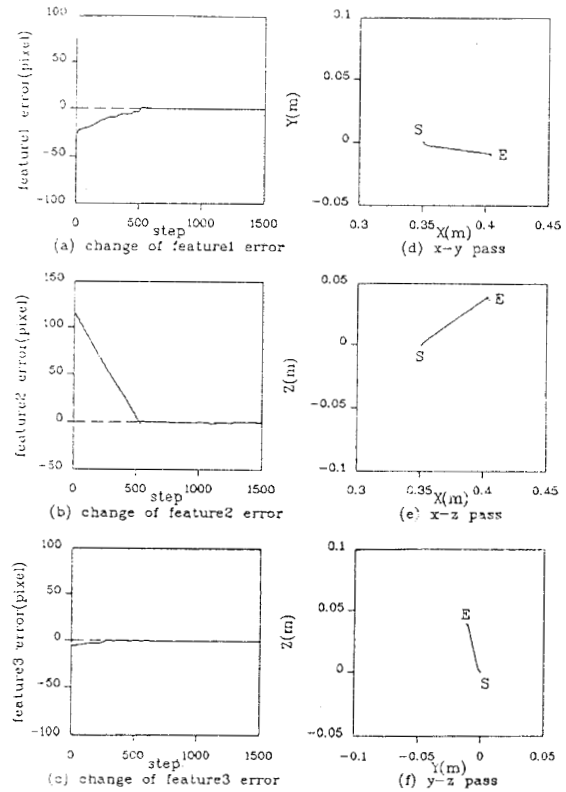 100
50
0
-50
-100
feature1 error(pixel)
0 500 1000 1500
step
(a) change of feature1 error
0.1
0.05
0
-0.05
Y(m)
S
E
0.3 0.35 0.4 0.45
X(m)
(d) x-y pass
150
100
50
0
-50
feature2 error(pixel)
0 500 1000 1500
step
(b) change of feature2 error
0.05
0
-0.05
-0.1
Z(m)
E
S
0.3 0.35 0.4 0.45
X(m)
(e) x-z pass
100
50
0
-50
-100
feature3 error(pixel)
0 500 1000 1500
step
(c) change of feature3 error
0.1
0.05
0
-0.05
Z(m)
E
S
-0.1 -0.05 0 0.05
Y(m)
(f) y-z pass